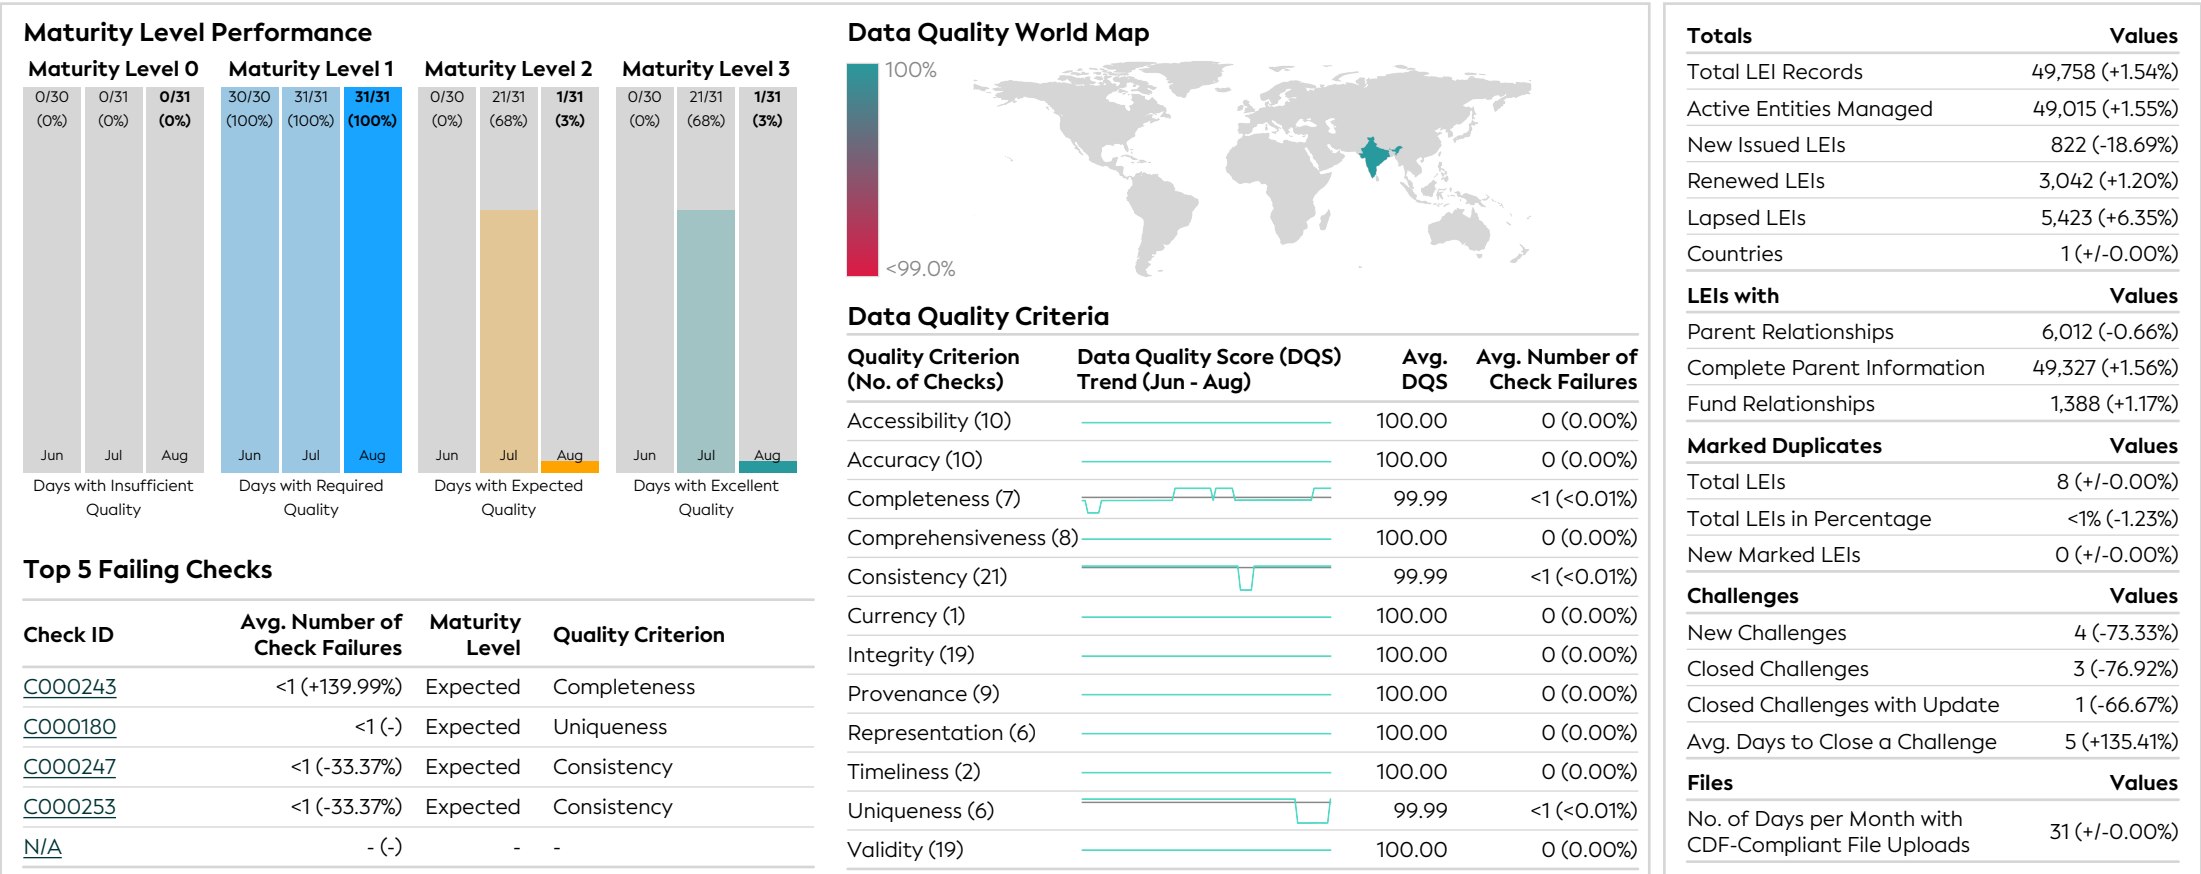 Maturity Level Performance
Maturity Level 0 Maturity Level 1 Maturity Level 2 Maturity Level 3
0/30 0/31 0/31 30/30 31/31 31/31 0/30 21/31 1/31 0/30 21/31 1/31
(0%) (0%) (0%) (100%) (100%) (100%) (0%) (68%) (3%) (0%) (68%) (3%)
Jun Jul Aug Jun Jul Aug Jun Jul Aug Jun Jul Aug
Days with Insufficient Days with Required Days with Expected Days with Excellent
Quality Quality Quality Quality
Top 5 Failing Checks
Check ID Avg. Number of Check Failures Maturity Level Quality Criterion
C000243 <1 (+139.99%) Expected Completeness
C000180 <1 (-) Expected Uniqueness
C000247 <1 (-33.37%) Expected Consistency
C000253 <1 (-33.37%) Expected Consistency
N/A - (-) - -
Data Quality World Map
100%
<99.0%
Data Quality Criteria
Quality Criterion Data Quality Score (DQS) Avg. Avg. Number of
(No. of Checks) Trend (Jun - Aug) DQS Check Failures
Accessibility (10) 100.00 0 (0.00%)
Accuracy (10) 100.00 0 (0.00%)
Completeness (7) 99.99 <1 (<0.01%)
Comprehensiveness (8) 100.00 0 (0.00%)
Consistency (21) 99.99 <1 (<0.01%)
Currency (1) 100.00 0 (0.00%)
Integrity (19) 100.00 0 (0.00%)
Provenance (9) 100.00 0 (0.00%)
Representation (6) 100.00 0 (0.00%)
Timeliness (2) 100.00 0 (0.00%)
Uniqueness (6) 99.99 <1 (<0.01%)
Validity (19) 100.00 0 (0.00%)
Totals Values
Total LEI Records 49,758 (+1.54%)
Active Entities Managed 49,015 (+1.55%)
New Issued LEIs 822 (-18.69%)
Renewed LEIs 3,042 (+1.20%)
Lapsed LEIs 5,423 (+6.35%)
Countries 1 (+/-0.00%)
LEIs with Values
Parent Relationships 6,012 (-0.66%)
Complete Parent Information 49,327 (+1.56%)
Fund Relationships 1,388 (+1.17%)
Marked Duplicates Values
Total LEIs 8 (+/-0.00%)
Total LEIs in Percentage <1% (-1.23%)
New Marked LEIs 0 (+/-0.00%)
Challenges Values
New Challenges 4 (-73.33%)
Closed Challenges 3 (-76.92%)
Closed Challenges with Update 1 (-66.67%)
Avg. Days to Close a Challenge 5 (+135.41%)
Files Values
No. of Days per Month with
CDF-Compliant File Uploads 31 (+/-0.00%)